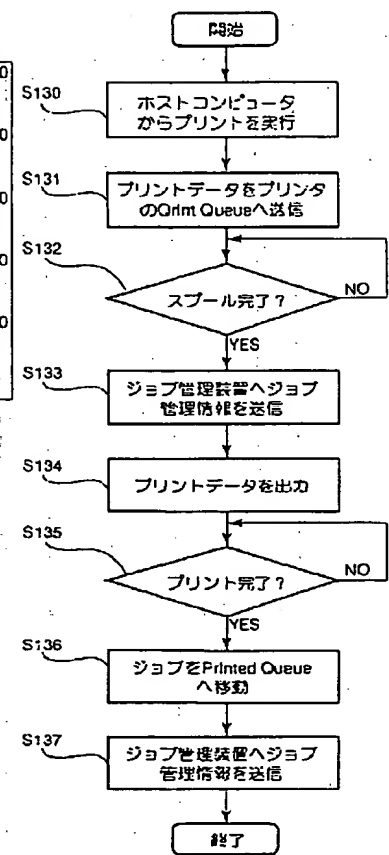 開始
S130
ホストコンピュータ
からプリントを実行
S131
プリントデータをプリンタ
のQrint Queueへ送信
S132
スプール完了？
NO
YES
S133
ジョブ管理装置へジョブ
管理情報を送信
S134
プリントデータを出力
S135
プリント完了？
NO
YES
S136
ジョブをPrinted Queue
へ移動
S137
ジョブ管理装置へジョブ
管理情報を送信
終了